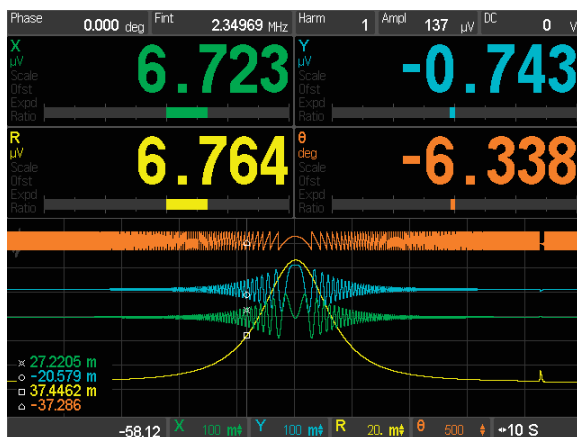 Phase 0.000 deg Fint 2.34969 MHz Harm 1 Ampl 137 µV DC 0 V
X 6.723 Y -0.743
µV µV
Scale Scale
Ofst Ofst
Expd Expd
Ratio Ratio
R 6.764 θ -6.338
µV deg
Scale Scale
Ofst Ofst
Expd Expd
Ratio Ratio
27.2205 m
-20.579 m
37.4462 m
-37.286
-58.12 X 100 m Y 100 m R 20. m θ 500 10 S